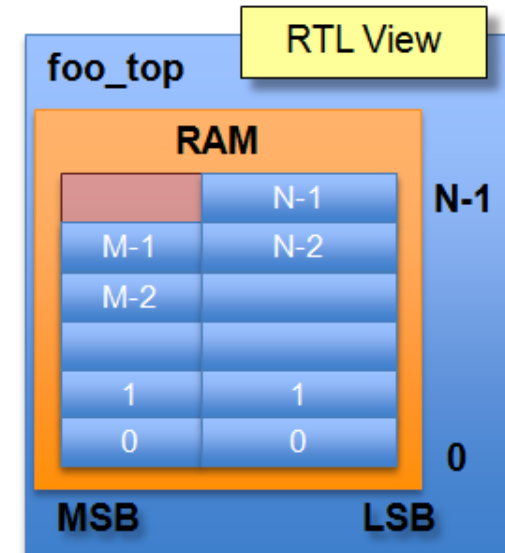 RTL View
foo_top
RAM
N-1 N-1
M-1 N-2
M-2
1 1
0 0 0
MSB LSB